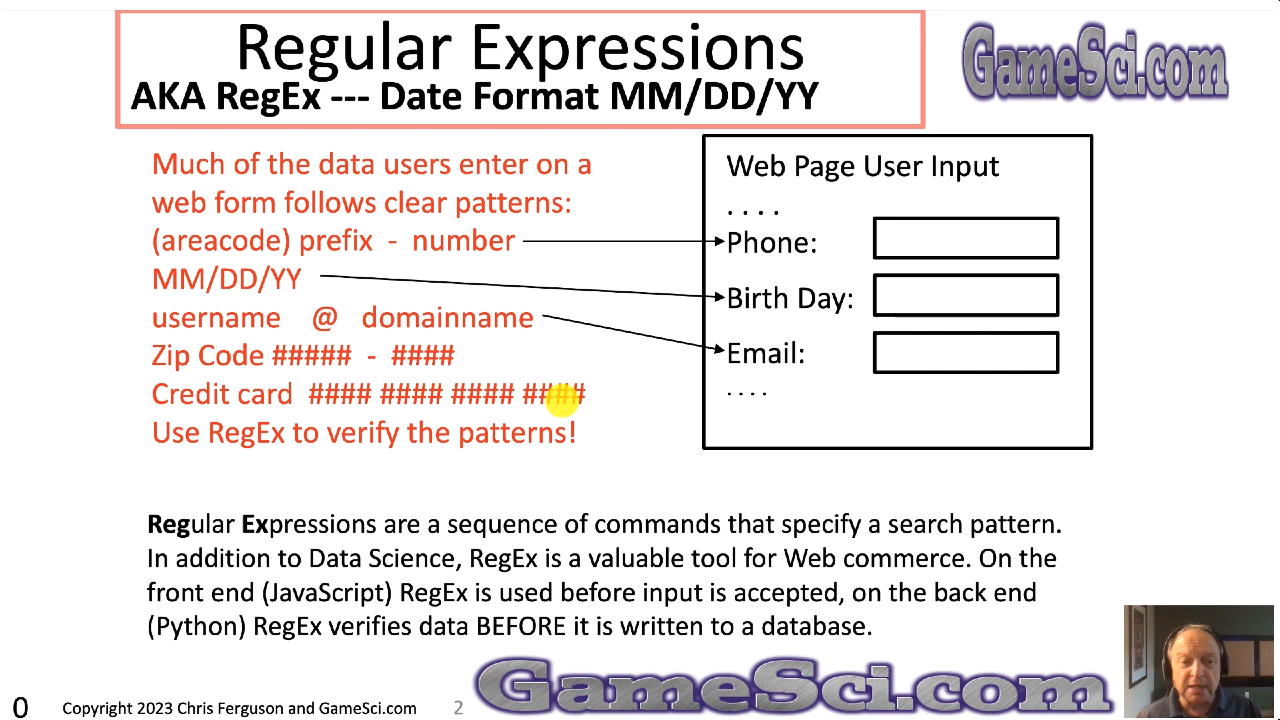 Regular Expressions
AKA RegEx --- Date Format MM/DD/YY
GameSci.com
Much of the data users enter on a
web form follows clear patterns:
(areacode) prefix - number
MM/DD/YY
username @ domainname
Zip Code ##### - ####
Credit card #### #### #### ####
Use RegEx to verify the patterns!
Web Page User Input
. . . .
Phone:
Birth Day:
Email:
. . . .
Regular Expressions are a sequence of commands that specify a search pattern.
In addition to Data Science, RegEx is a valuable tool for Web commerce. On the
front end (JavaScript) RegEx is used before input is accepted, on the back end
(Python) RegEx verifies data BEFORE it is written to a database.
GameSci.com
0 Copyright 2023 Chris Ferguson and GameSci.com 2